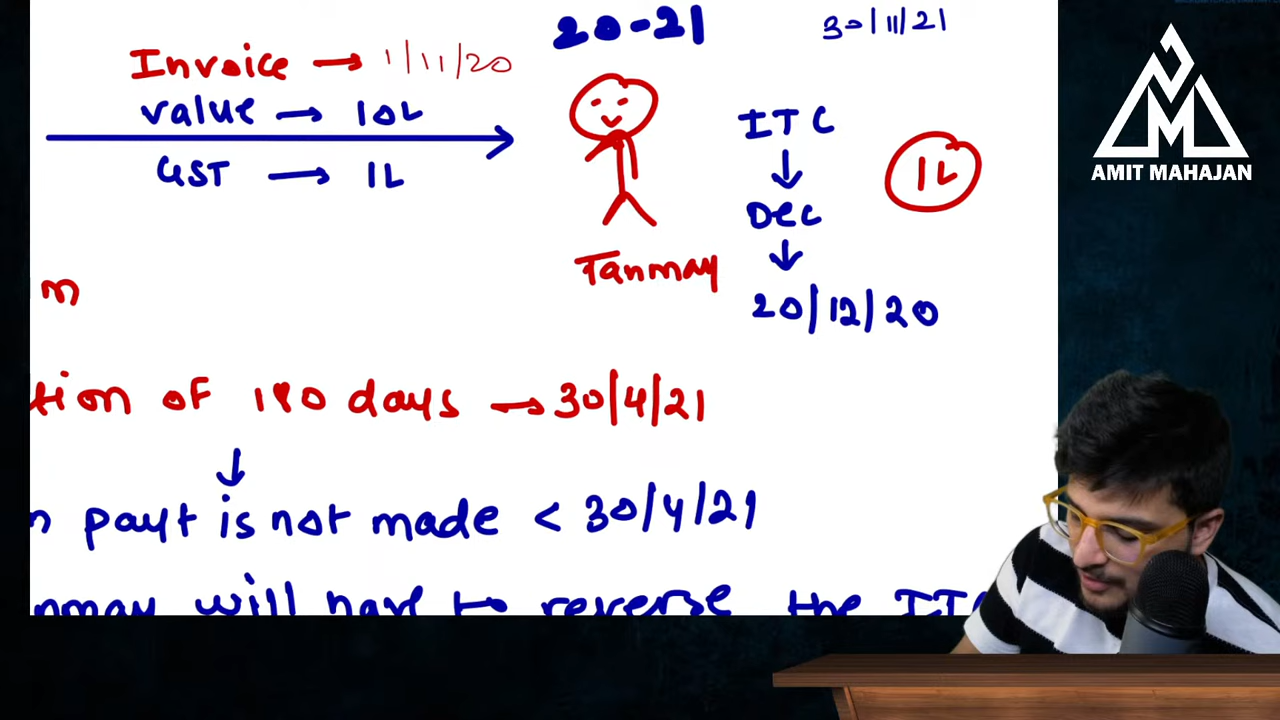 20-21
30/11/21
Invoice → 1/11/20
value → 10L
GST → 1L
ITC
↓
Dec
↓
20/12/20
1L
Tanmay
m
tion of 180 days → 30/4/21
↓
n payt is not made < 30/4/21
nmay will have to reverse the ITC
AMIT MAHAJAN